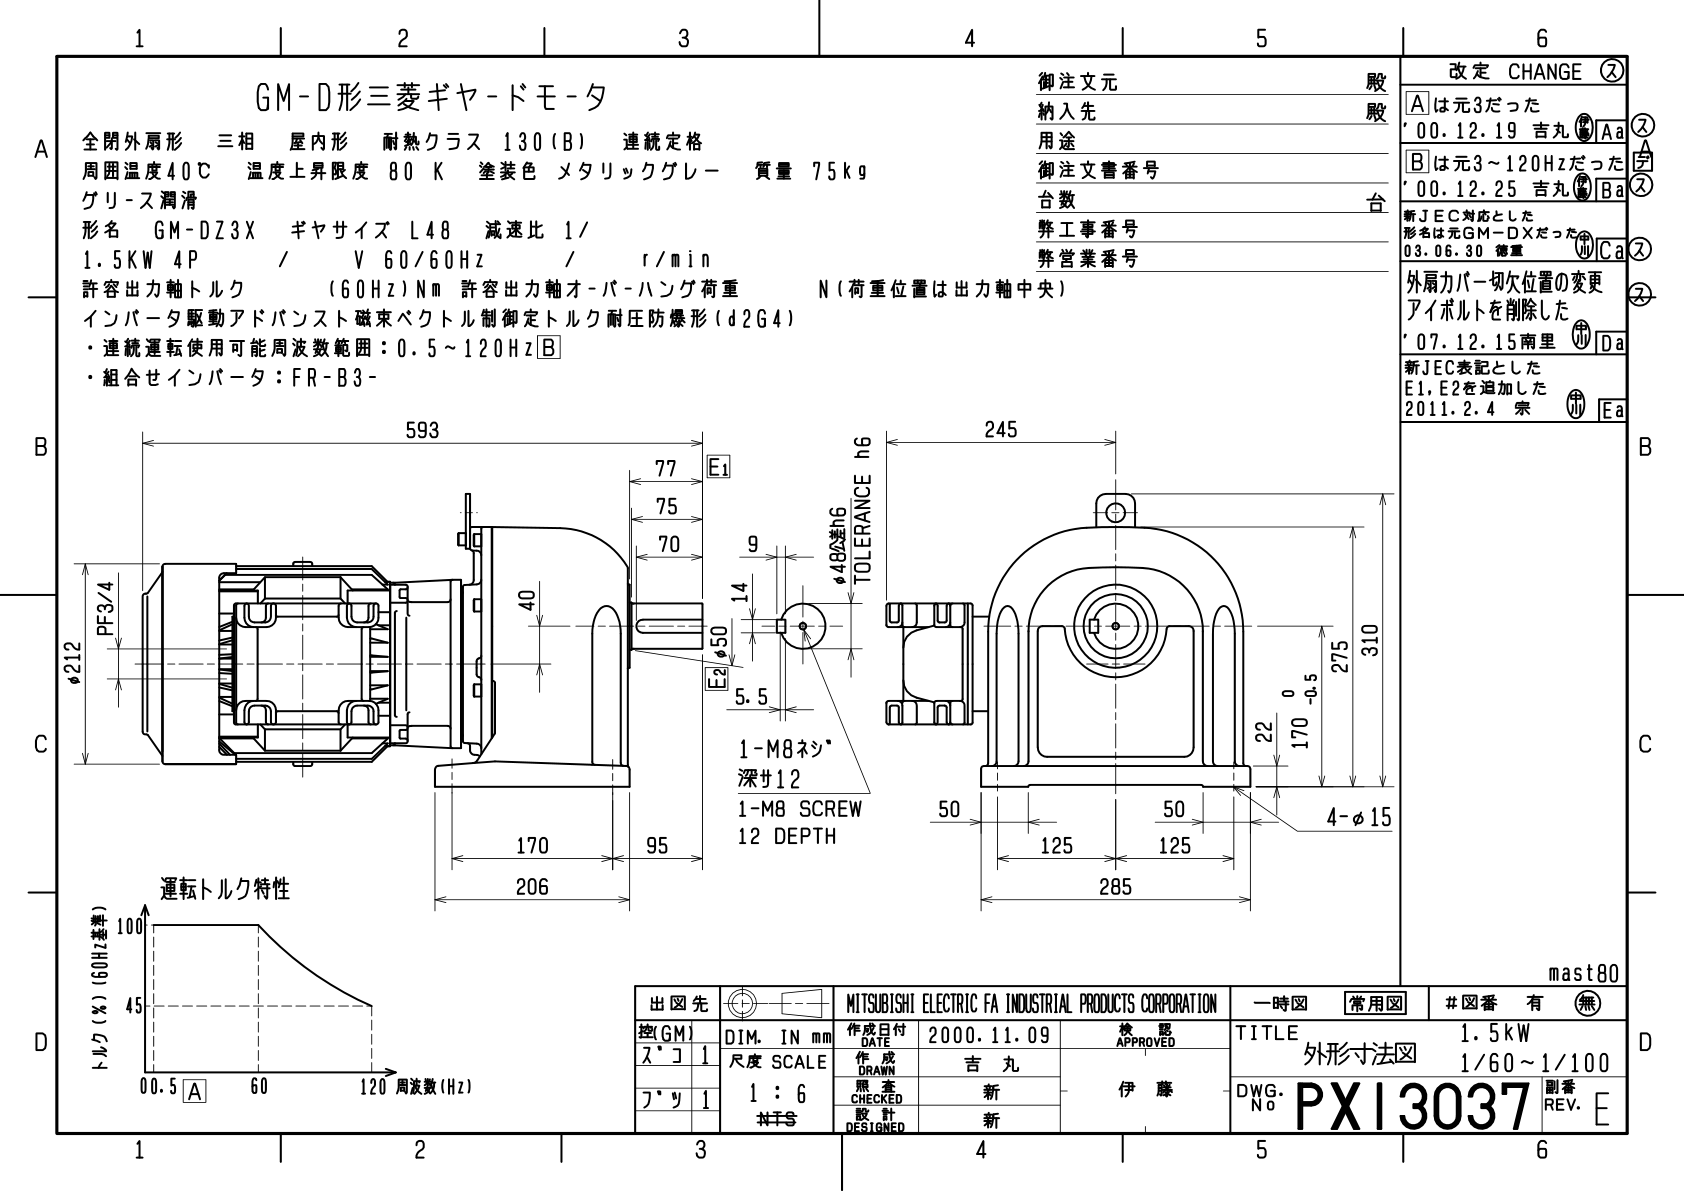 1 2 3 4 5 6
GM-D形三菱ギヤードモータ
全閉外扇形 三相 屋内形 耐熱クラス 130(B) 連続定格
周囲温度40℃ 温度上昇限度 80 K 塗装色 メタリックグレー 質量 75kg
グリース潤滑
形名 GM-DZ3X ギヤサイズ L48 減速比 1/
1.5KW 4P / V 60/60Hz / r/min
許容出力軸トルク (60Hz)Nm 許容出力軸オーバーハング荷重 N(荷重位置は出力軸中央)
インバータ駆動アドバンスト磁束ベクトル制御定トルク耐圧防爆形(d2G4)
・連続運転使用可能周波数範囲:0.5~120Hz B
・組合せインバータ:FR-B3-
御注文元 殿
納入先 殿
用途
御注文書番号
台数 台
弊工事番号
弊営業番号
改定 CHANGE ス
A は元3だった
'00.12.19 吉丸 伊藤 Aa ス
B は元3~120Hzだった
'00.12.25 吉丸 伊藤 Ba ス
新JEC対応とした
形名は元GM-DXだった
03.06.30 徳重 中川 Ca ス
外扇カバー切欠位置の変更
アイボルトを削除した ス
'07.12.15南里 中川 Da
新JEC表記とした
E1,E2を追加した
2011.2.4 宗 中川 Ea
A
B
C
D
A
B
C
D
593
77 E1
75
70
40
φ212
PF3/4
φ50
E2
170
95
206
9
14
5.5
φ48公差h6
TOLERANCE h6
1-M8ネジ
深サ12
1-M8 SCREW
12 DEPTH
245
310
275
170 0 -0.5
22
50
50
4-φ15
125
125
285
運転トルク特性
トルク(%)(60Hz基準)
100
45
0 0.5 A 60 120 周波数(Hz)
mast80
出図先
控(GM)
ズコ 1
ブツ 1
DIM. IN mm
尺度 SCALE
1 : 6
NTS
MITSUBISHI ELECTRIC FA INDUSTRIAL PRODUCTS CORPORATION
作成日付 DATE 2000.11.09
作成 DRAWN 吉丸
照査 CHECKED 新
設計 DESIGNED 新
検認 APPROVED
伊藤
一時図 常用図 #図番 有 無
TITLE 1.5kW
外形寸法図 1/60~1/100
DWG. No PX13037 副番 REV. E
1 2 3 4 5 6